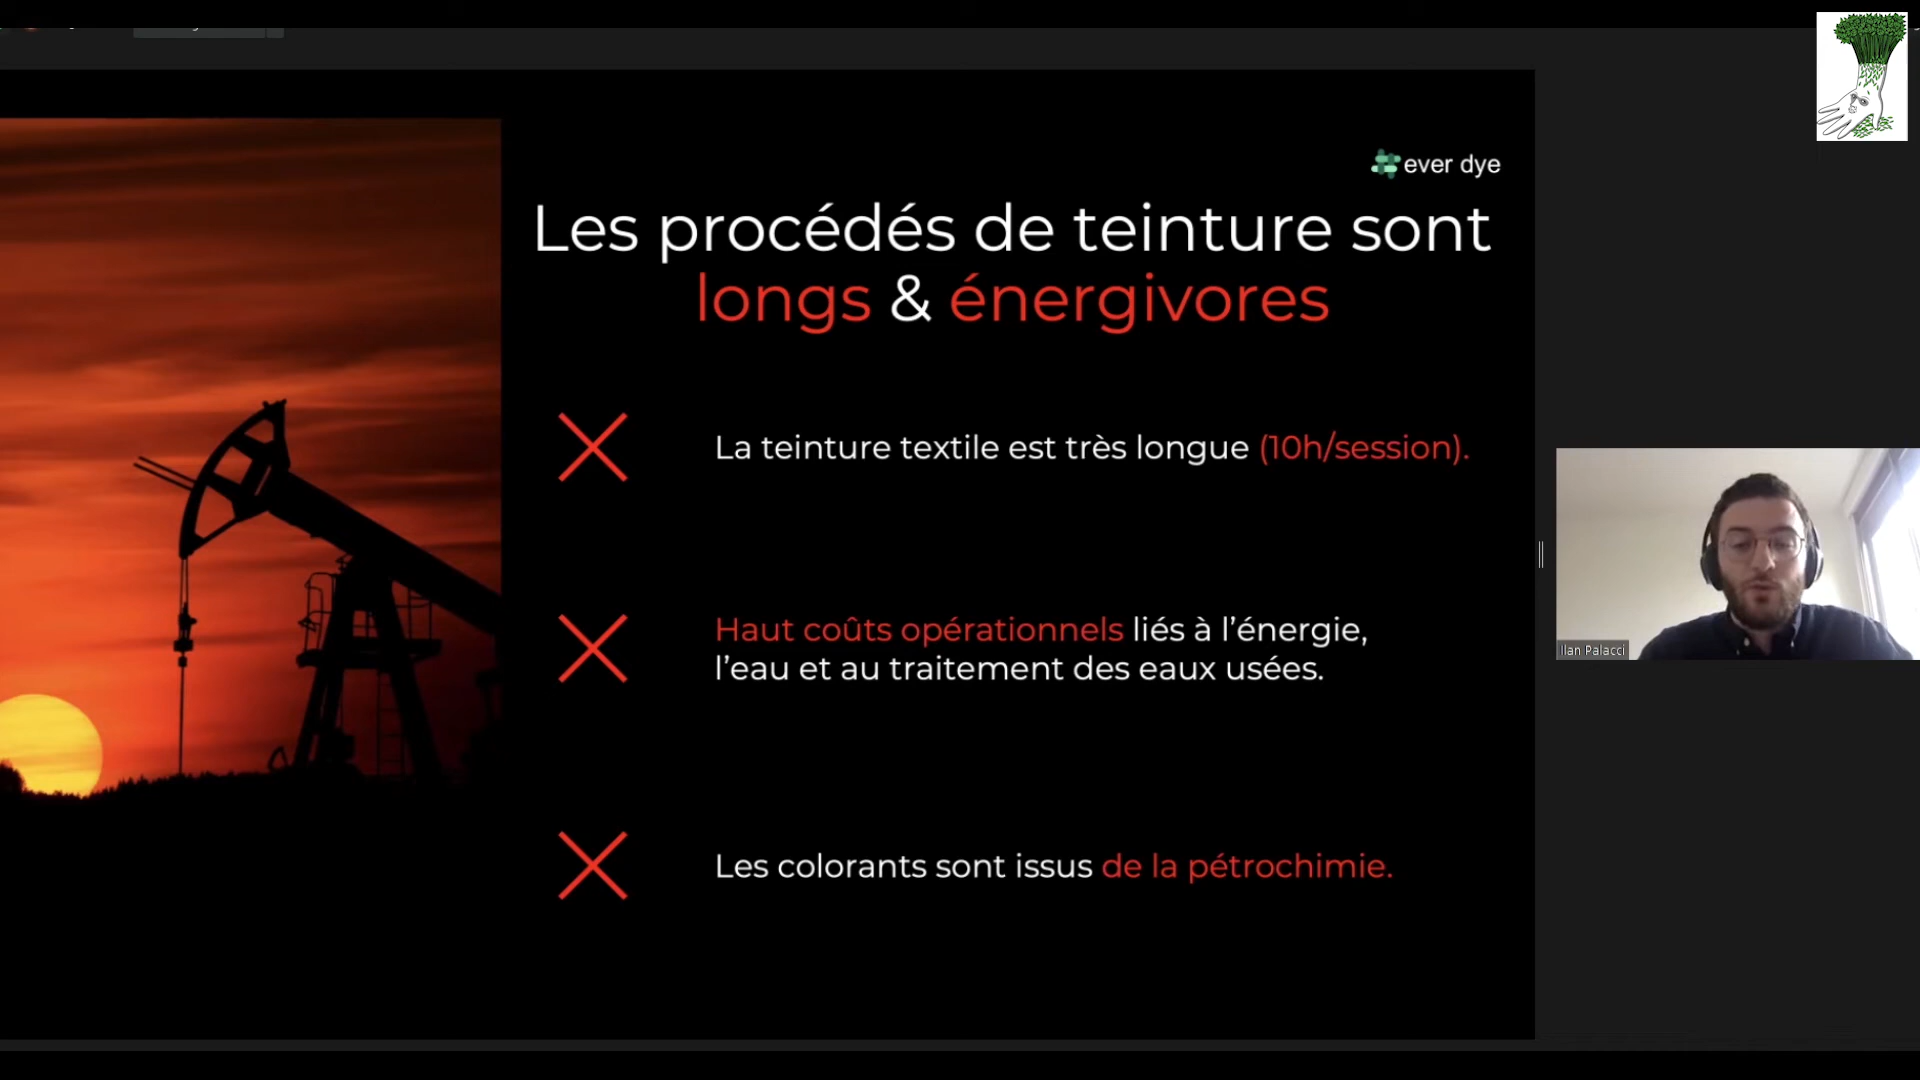 ever dye
Les procédés de teinture sont
longs & énergivores
La teinture textile est très longue (10h/session).
Haut coûts opérationnels liés à l'énergie,
l'eau et au traitement des eaux usées.
Les colorants sont issus de la pétrochimie.
Ilan Palacci